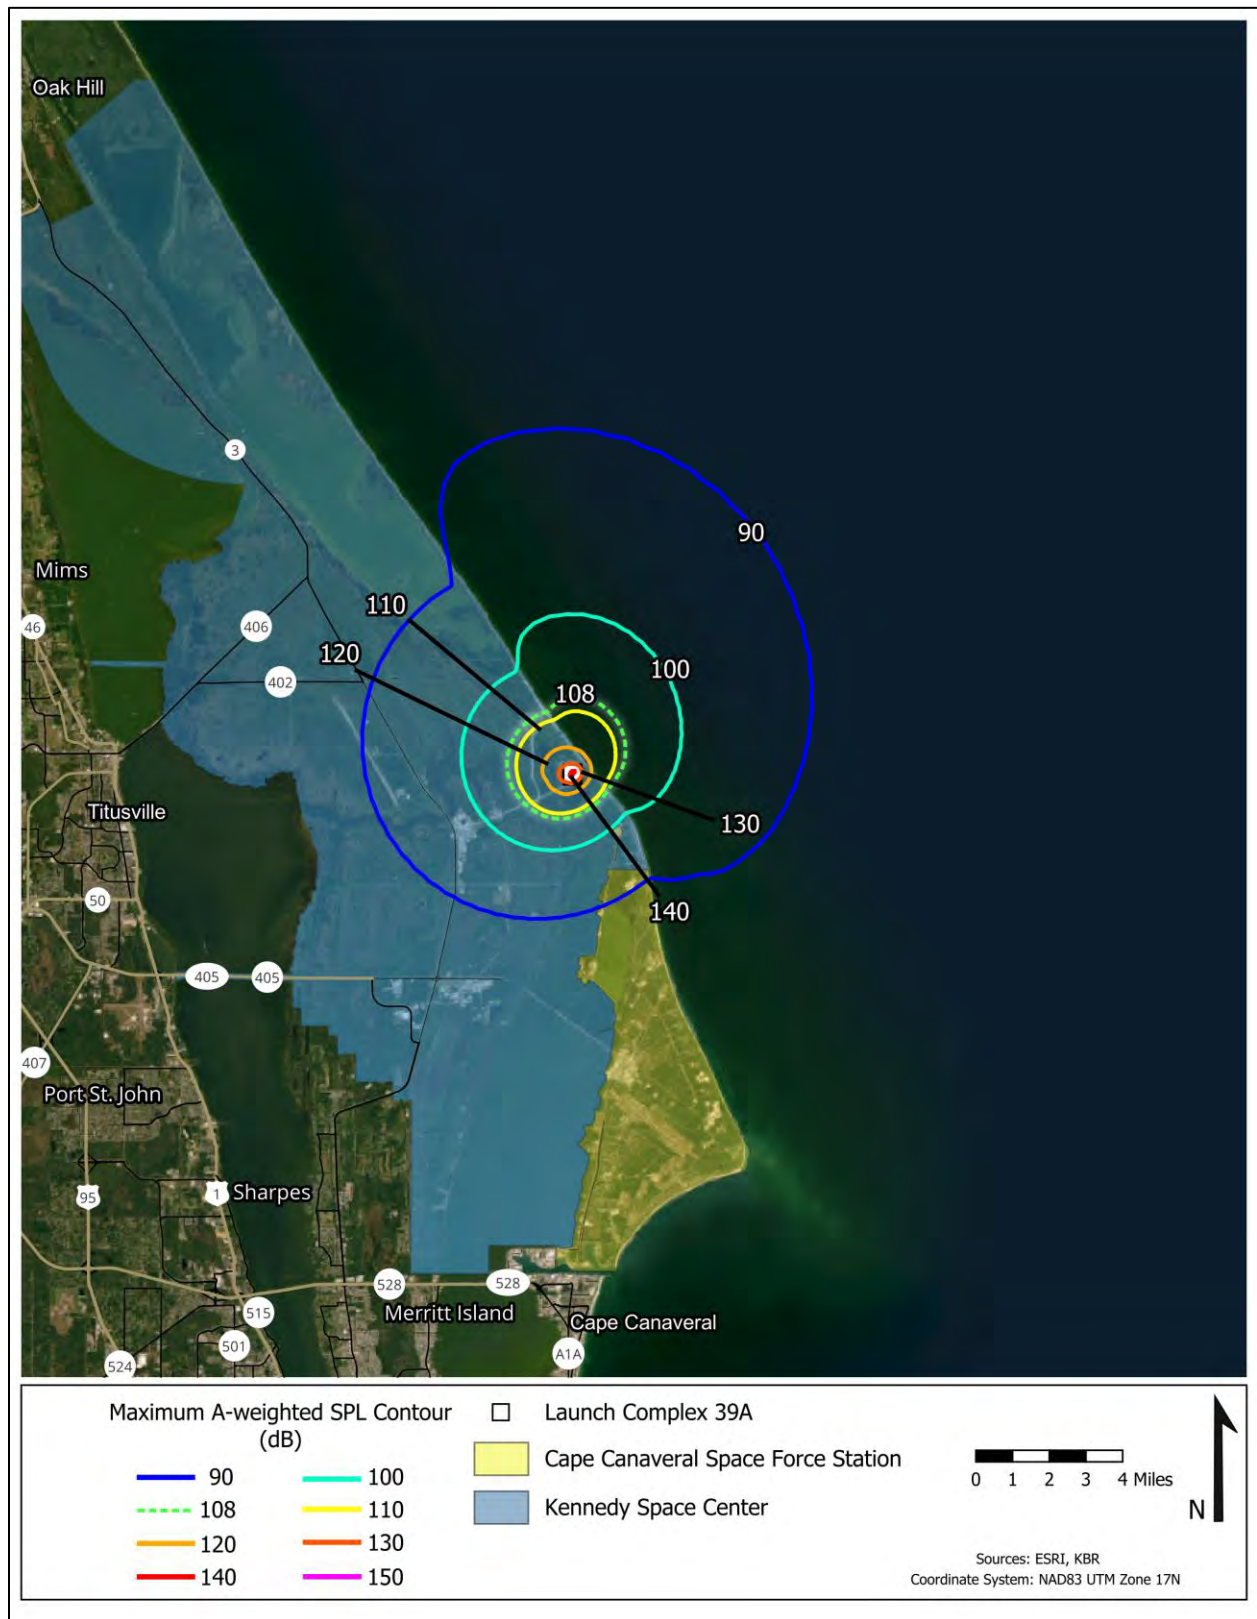 Oak Hill
3
90
Mims
110
46
406
120
100
402
108
Titusville
130
50
140
405
405
407
Port St. John
95
1
Sharpes
528
528
515
Merritt Island
Cape Canaveral
501
A1A
524
Maximum A-weighted SPL Contour
(dB)
90
100
108
110
120
130
140
150
Launch Complex 39A
Cape Canaveral Space Force Station
Kennedy Space Center
0 1 2 3 4 Miles
N
Sources: ESRI, KBR
Coordinate System: NAD83 UTM Zone 17N